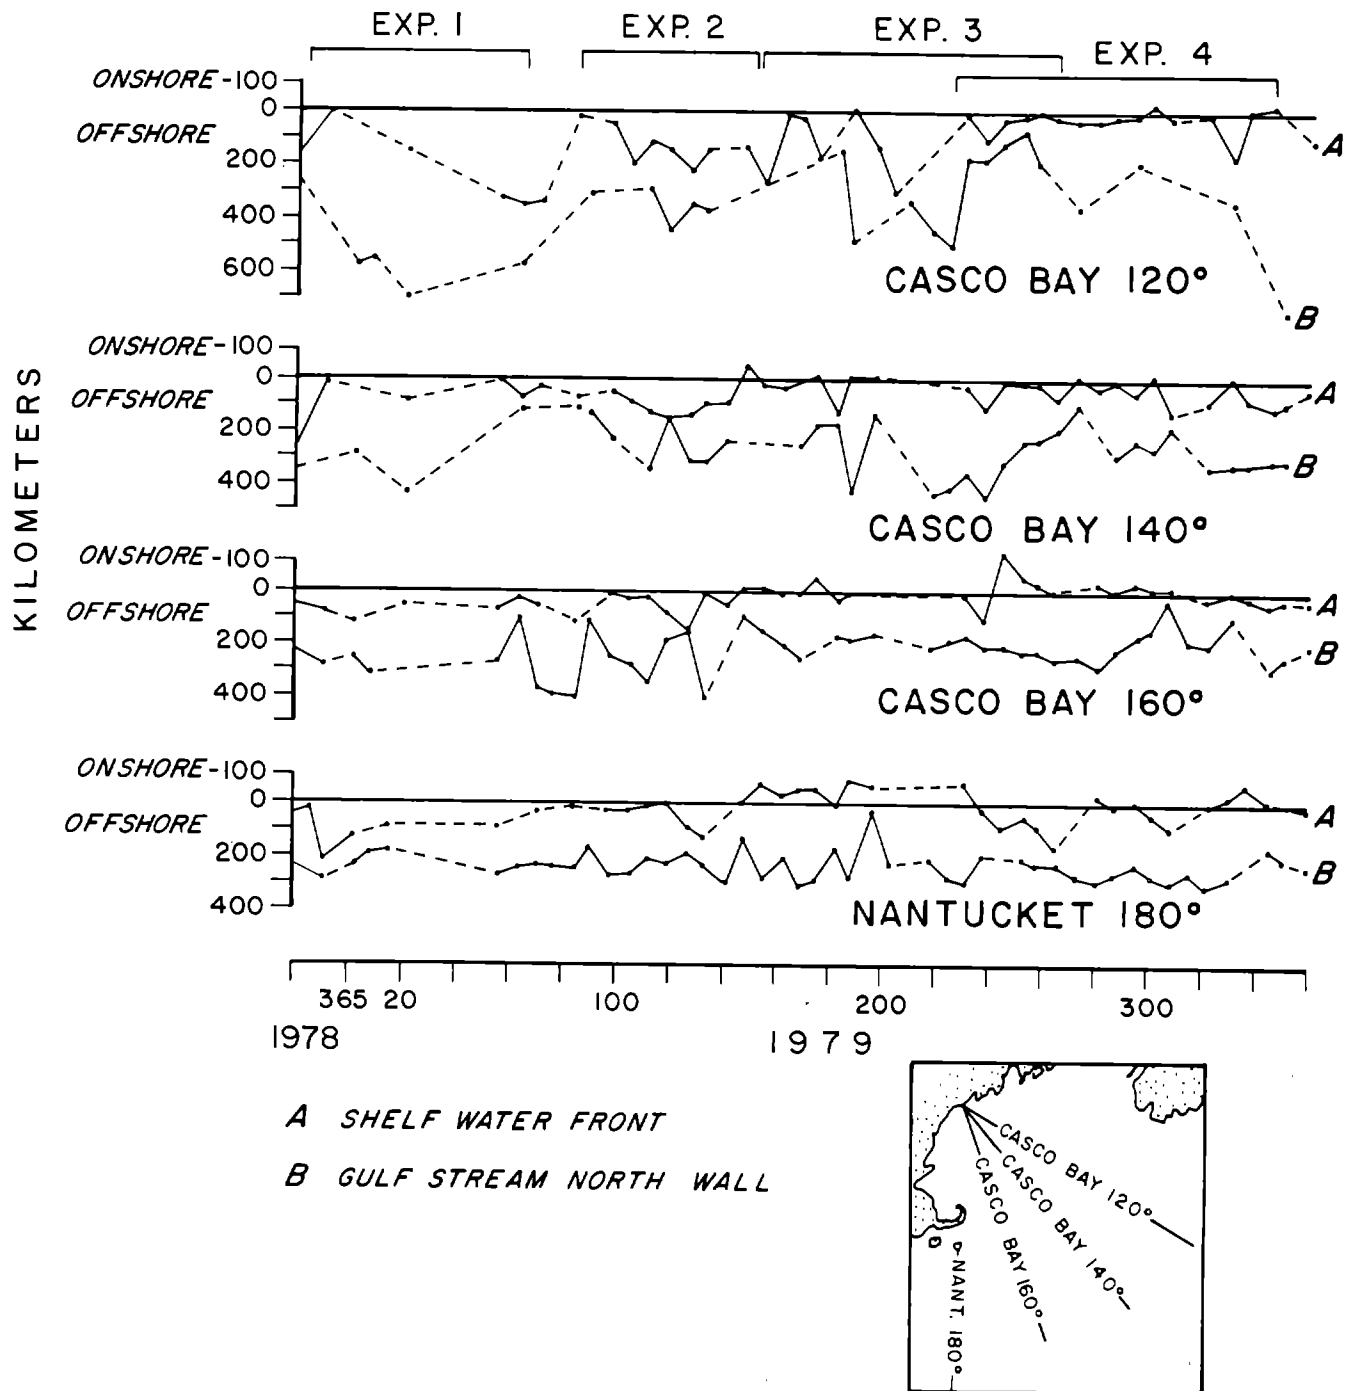 EXP. 1 EXP. 2 EXP. 3
EXP. 4
ONSHORE -100
0
OFFSHORE
200
400
600
A
B
CASCO BAY 120°
KILOMETERS
ONSHORE -100
0
OFFSHORE
200
400
A
B
CASCO BAY 140°
ONSHORE -100
0
OFFSHORE
200
400
A
B
CASCO BAY 160°
ONSHORE -100
0
OFFSHORE
200
400
A
B
NANTUCKET 180°
365 20 100 200 300
1978 1979
A SHELF WATER FRONT
B GULF STREAM NORTH WALL
CASCO BAY 120°
CASCO BAY 140°
CASCO BAY 160°
NANT. 180°